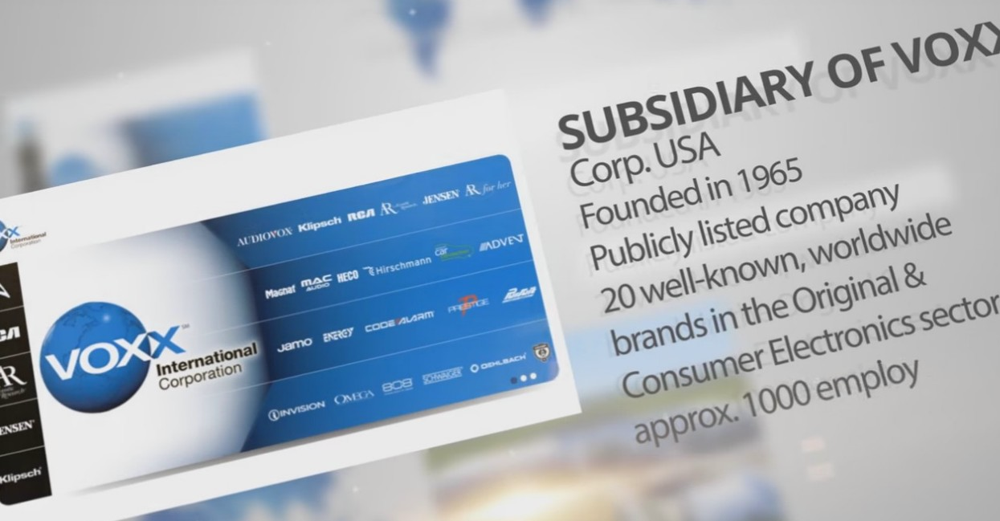 SUBSIDIARY OF VOXX
Corp. USA
Founded in 1965
Publicly listed company
20 well-known, worldwide
brands in the Original &
Consumer Electronics sector
approx. 1000 employ
International
Corporation
RCA
AR
JENSEN
Klipsch
VOXX SM
International
Corporation
AUDIOVOX Klipsch RCA AR JENSEN AR for her
Magnat MAC AUDIO HECO Hirschmann car ADVENT
Jamo ENERGY CODE ALARM PRESTIGE
INVISION OMEGA 808 SCHWAIGER OEHLBACH